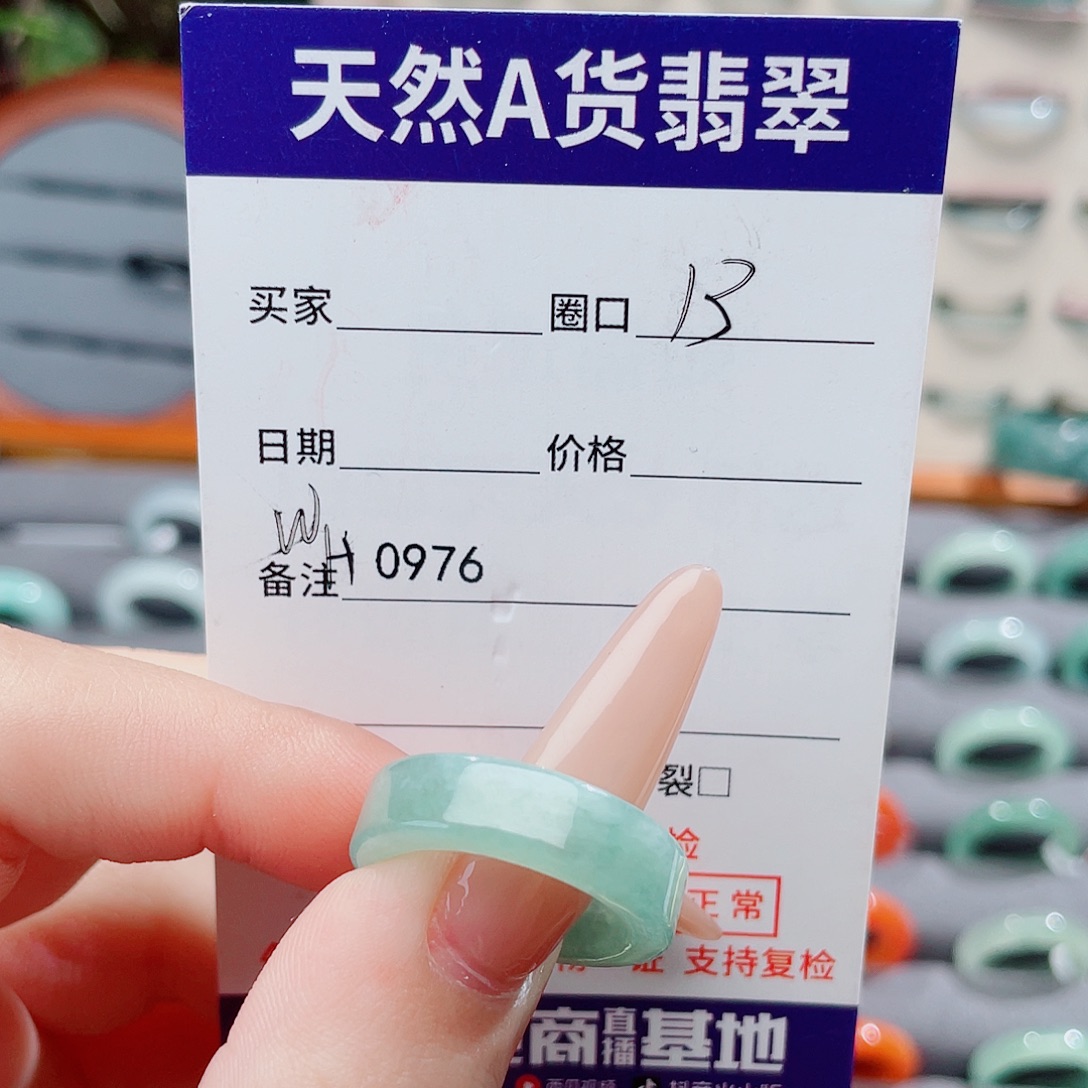 天然A货翡翠
买家 圈口 13
日期 价格
WH 0976
备注
裂□
检
正常
证 支持复检
商直播基地